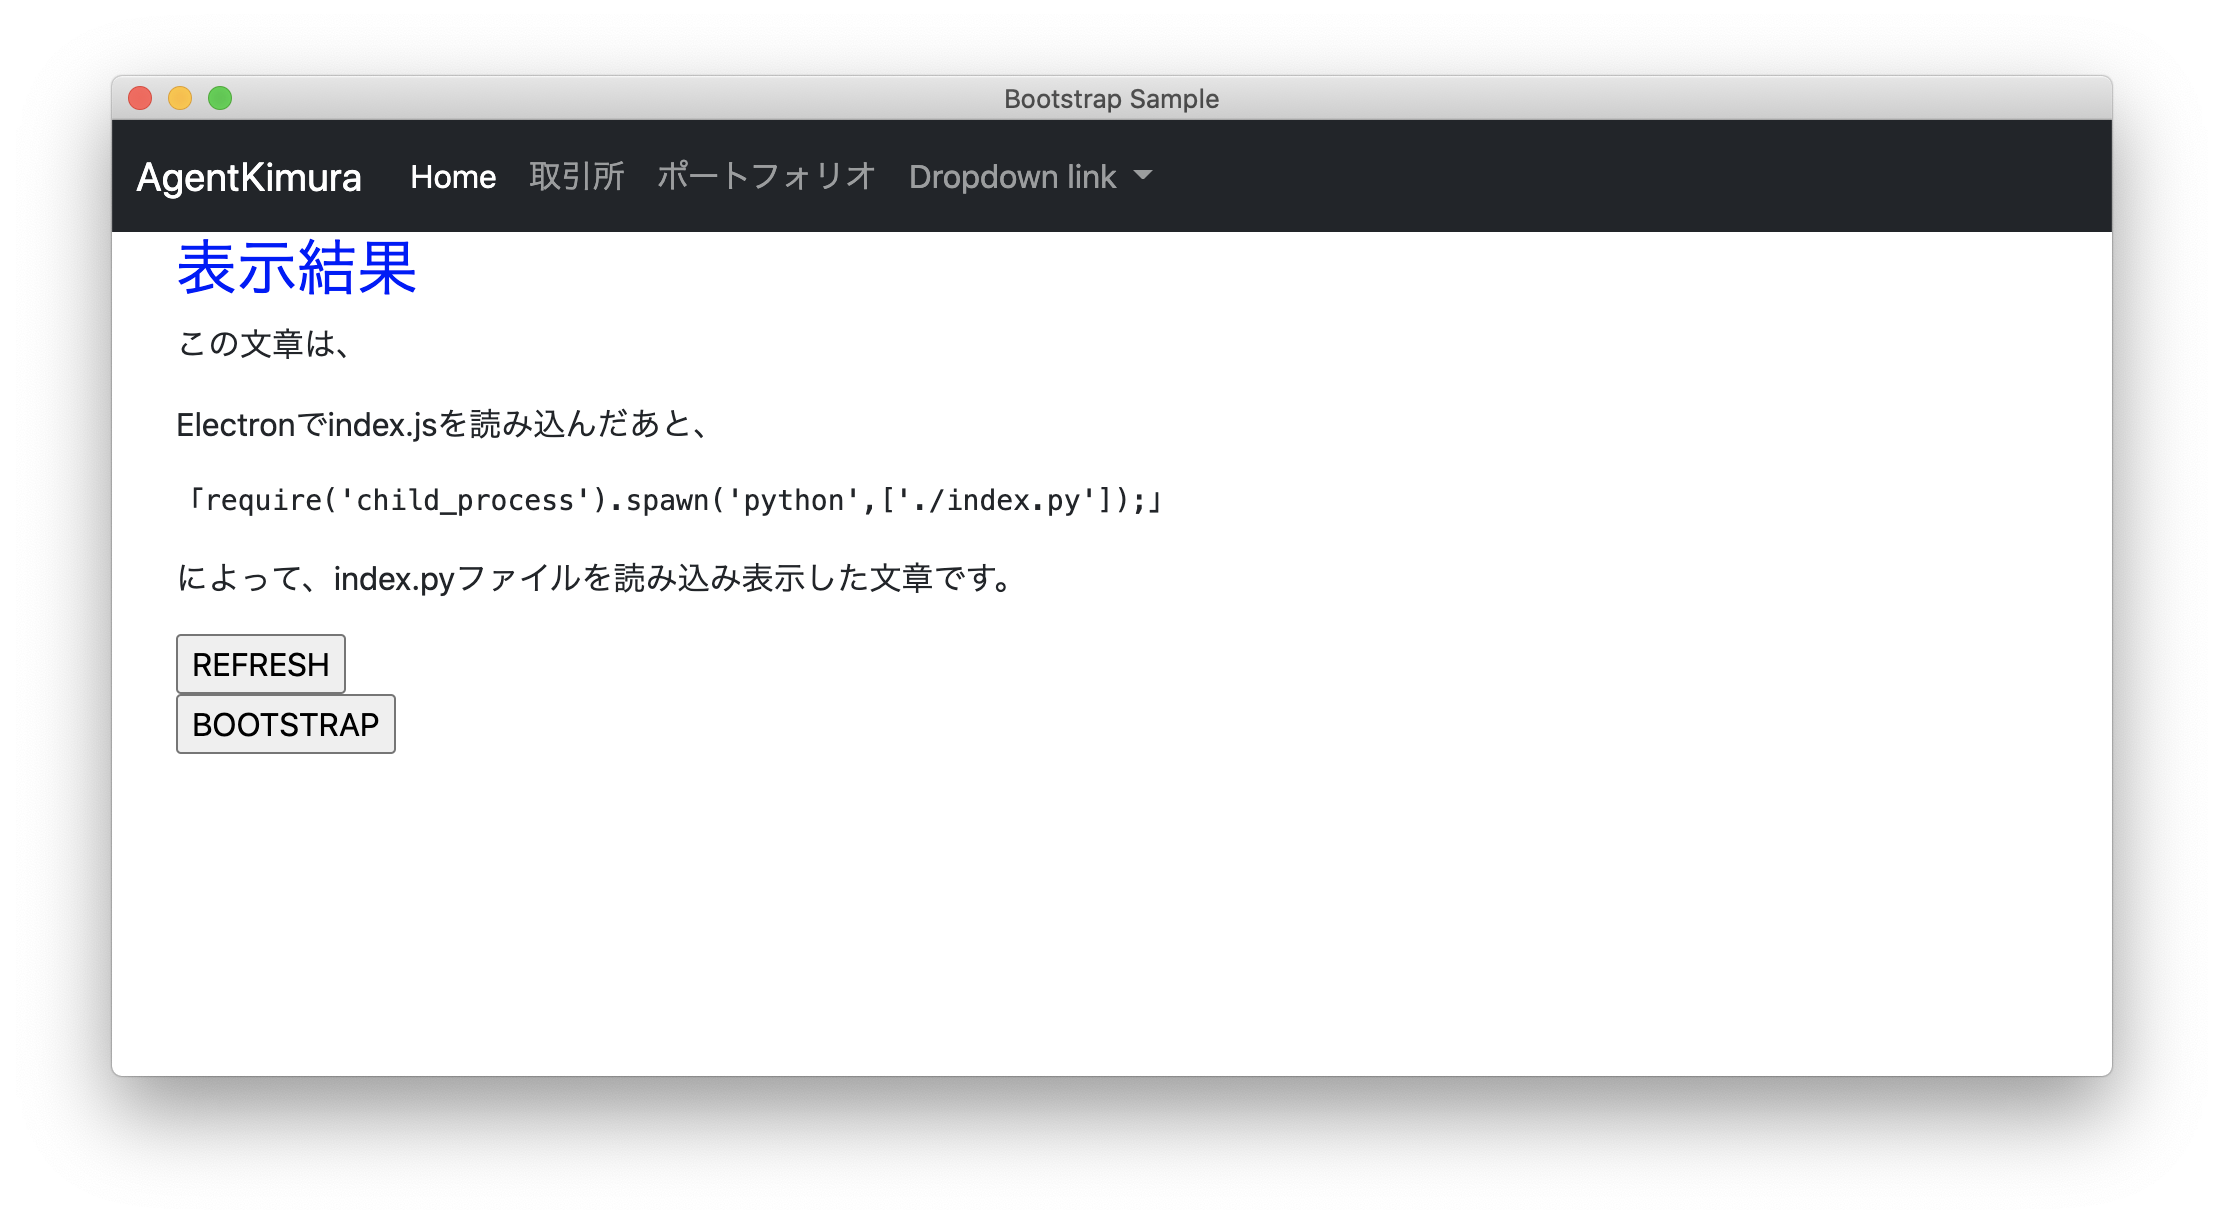 Bootstrap Sample
AgentKimura Home 取引所 ポートフォリオ Dropdown link
表示結果
この文章は、
Electronでindex.jsを読み込んだあと、
「require('child_process').spawn('python',['./index.py']);」
によって、index.pyファイルを読み込み表示した文章です。
REFRESH
BOOTSTRAP